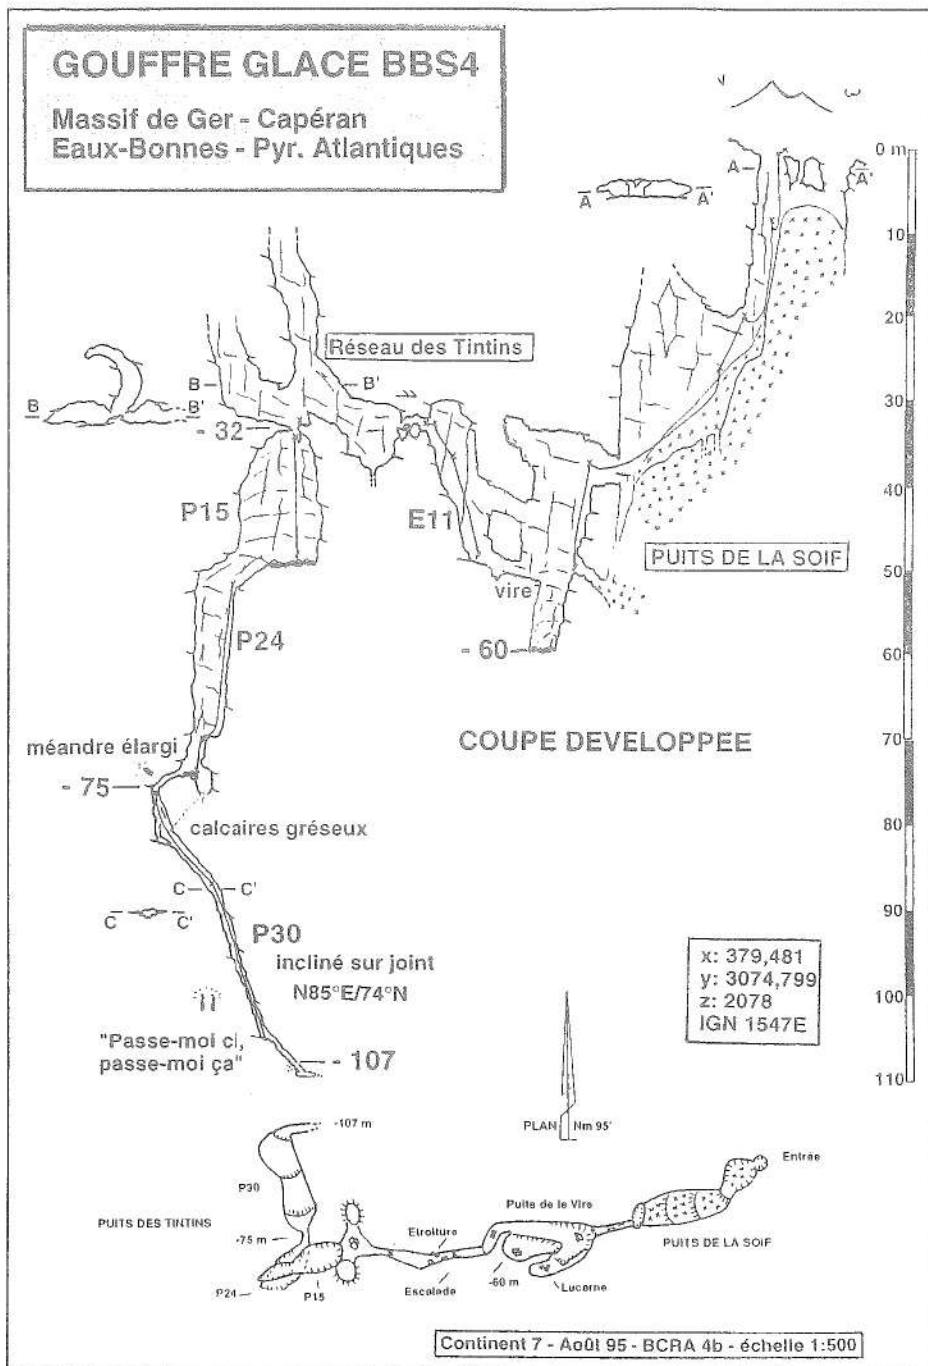 GOUFFRE GLACE BBS4
Massif de Ger - Capéran
Eaux-Bonnes - Pyr. Atlantiques
0 m
A
A'
A
A'
10
20
Réseau des Tintins
B
B'
B
B'
30
- 32
P15
E11
40
PUITS DE LA SOIF
50
vire
P24
- 60
60
70
méandre élargi
COUPE DEVELOPPEE
- 75
calcaires gréseux
80
C
C'
C
C'
90
P30
incliné sur joint
N85°E/74°N
x: 379,481
y: 3074,799
z: 2078
IGN 1547E
100
"Passe-moi ci,
passe-moi ça"
- 107
110
PLAN
Nm 95'
-107 m
Entrée
P30
Puits de le Vire
PUITS DES TINTINS
Etroiture
-75 m
PUITS DE LA SOIF
P24
P15
Escalade
-60 m
Lucarne
Continent 7 - Août 95 - BCRA 4b - échelle 1:500